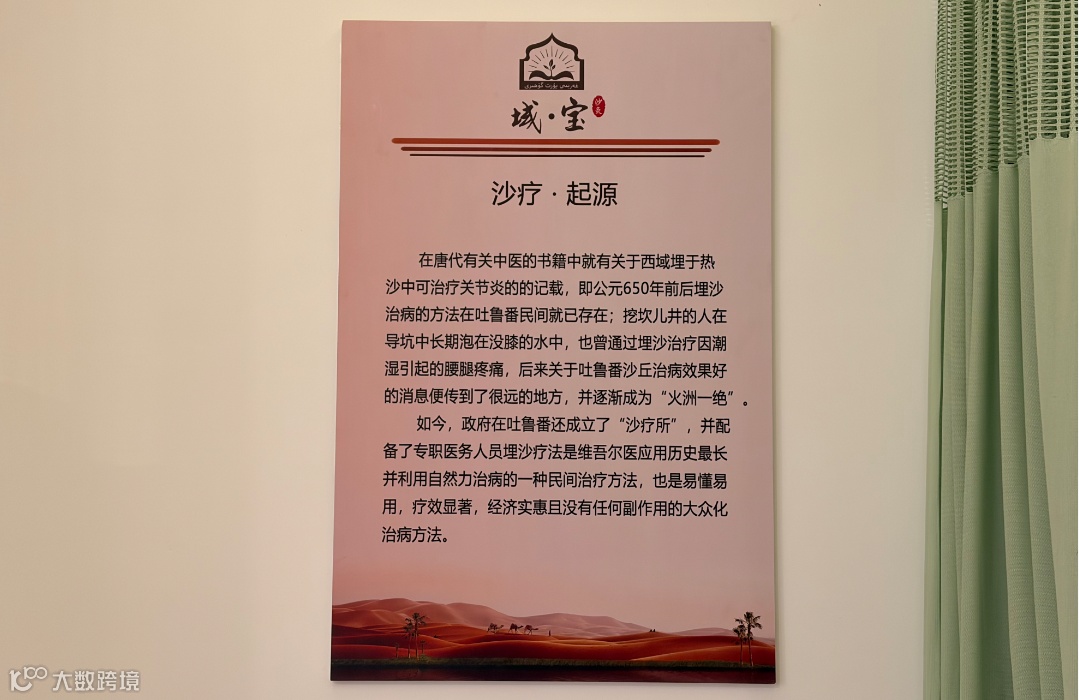 域·宝
沙灸
沙疗·起源
在唐代有关中医的书籍中就有关于西域埋于热
沙中可治疗关节炎的的记载，即公元650年前后埋沙
治病的方法在吐鲁番民间就已存在；挖坎儿井的人在
导坑中长期泡在没膝的水中，也曾通过埋沙治疗因潮
湿引起的腰腿疼痛，后来关于吐鲁番沙丘治病效果好
的消息便传到了很远的地方，并逐渐成为“火洲一绝”。
如今，政府在吐鲁番还成立了“沙疗所”，并配
备了专职医务人员埋沙疗法是维吾尔医应用历史最长
并利用自然力治病的一种民间治疗方法，也是易懂易
用，疗效显著，经济实惠且没有任何副作用的大众化
治病方法。
大数跨境